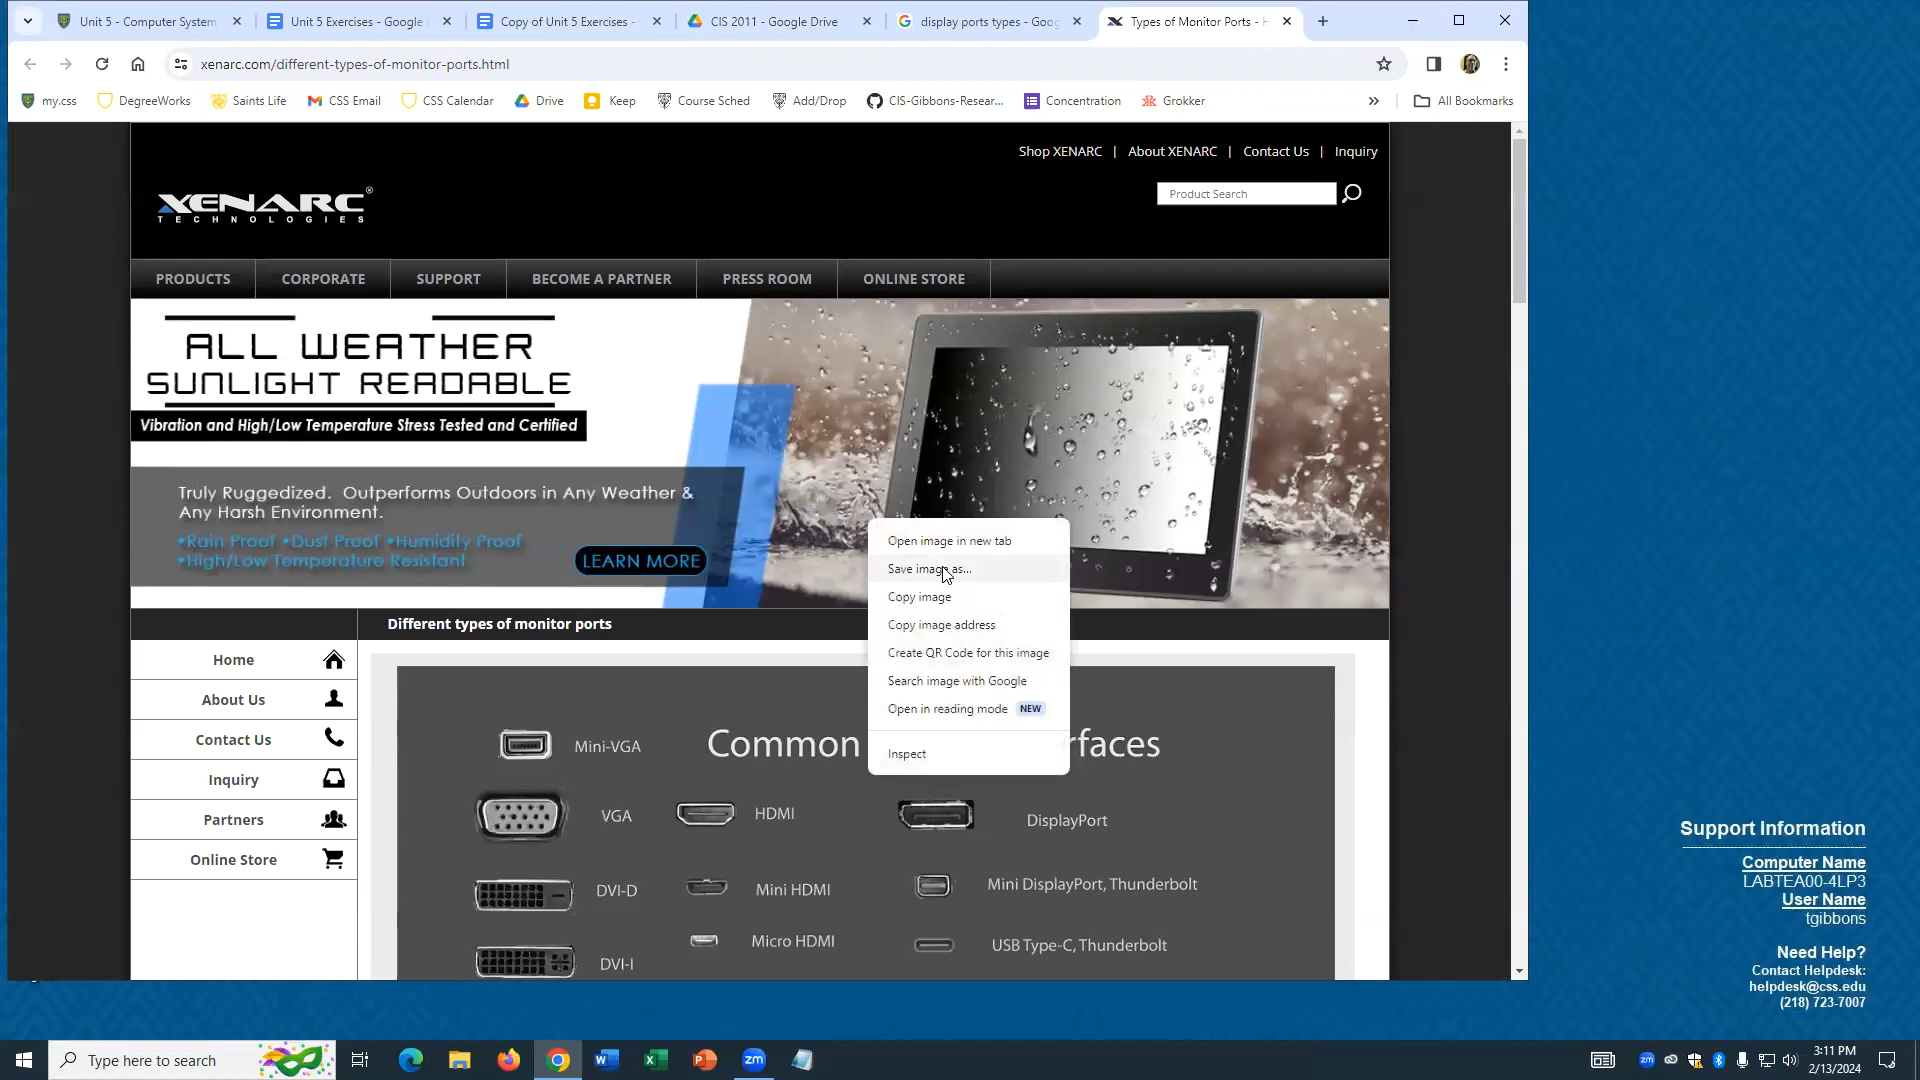 Unit 5 - Computer System
Unit 5 Exercises - Google
Copy of Unit 5 Exercises -
CIS 2011 - Google Drive
display ports types - Goog
Types of Monitor Ports - H
xenarc.com/different-types-of-monitor-ports.html
my.css
DegreeWorks
Saints Life
CSS Email
CSS Calendar
Drive
Keep
Course Sched
Add/Drop
CIS-Gibbons-Resear...
Concentration
Grokker
All Bookmarks
Shop XENARC | About XENARC | Contact Us | Inquiry
Product Search
XENARC®
TECHNOLOGIES
PRODUCTS
CORPORATE
SUPPORT
BECOME A PARTNER
PRESS ROOM
ONLINE STORE
ALL WEATHER
SUNLIGHT READABLE
Vibration and High/Low Temperature Stress Tested and Certified
Truly Ruggedized. Outperforms Outdoors in Any Weather &
Any Harsh Environment.
•Rain Proof •Dust Proof •Humidity Proof
•High/Low Temperature Resistant
LEARN MORE
Open image in new tab
Save image as...
Copy image
Copy image address
Create QR Code for this image
Search image with Google
Open in reading mode NEW
Inspect
Different types of monitor ports
Home
About Us
Contact Us
Inquiry
Partners
Online Store
Common rfaces
Mini-VGA
VGA
HDMI
DisplayPort
DVI-D
Mini HDMI
Mini DisplayPort, Thunderbolt
Micro HDMI
USB Type-C, Thunderbolt
DVI-I
Support Information
Computer Name
LABTEA00-4LP3
User Name
tgibbons
Need Help?
Contact Helpdesk:
helpdesk@css.edu
(218) 723-7007
Type here to search
zm
zm
3:11 PM
2/13/2024